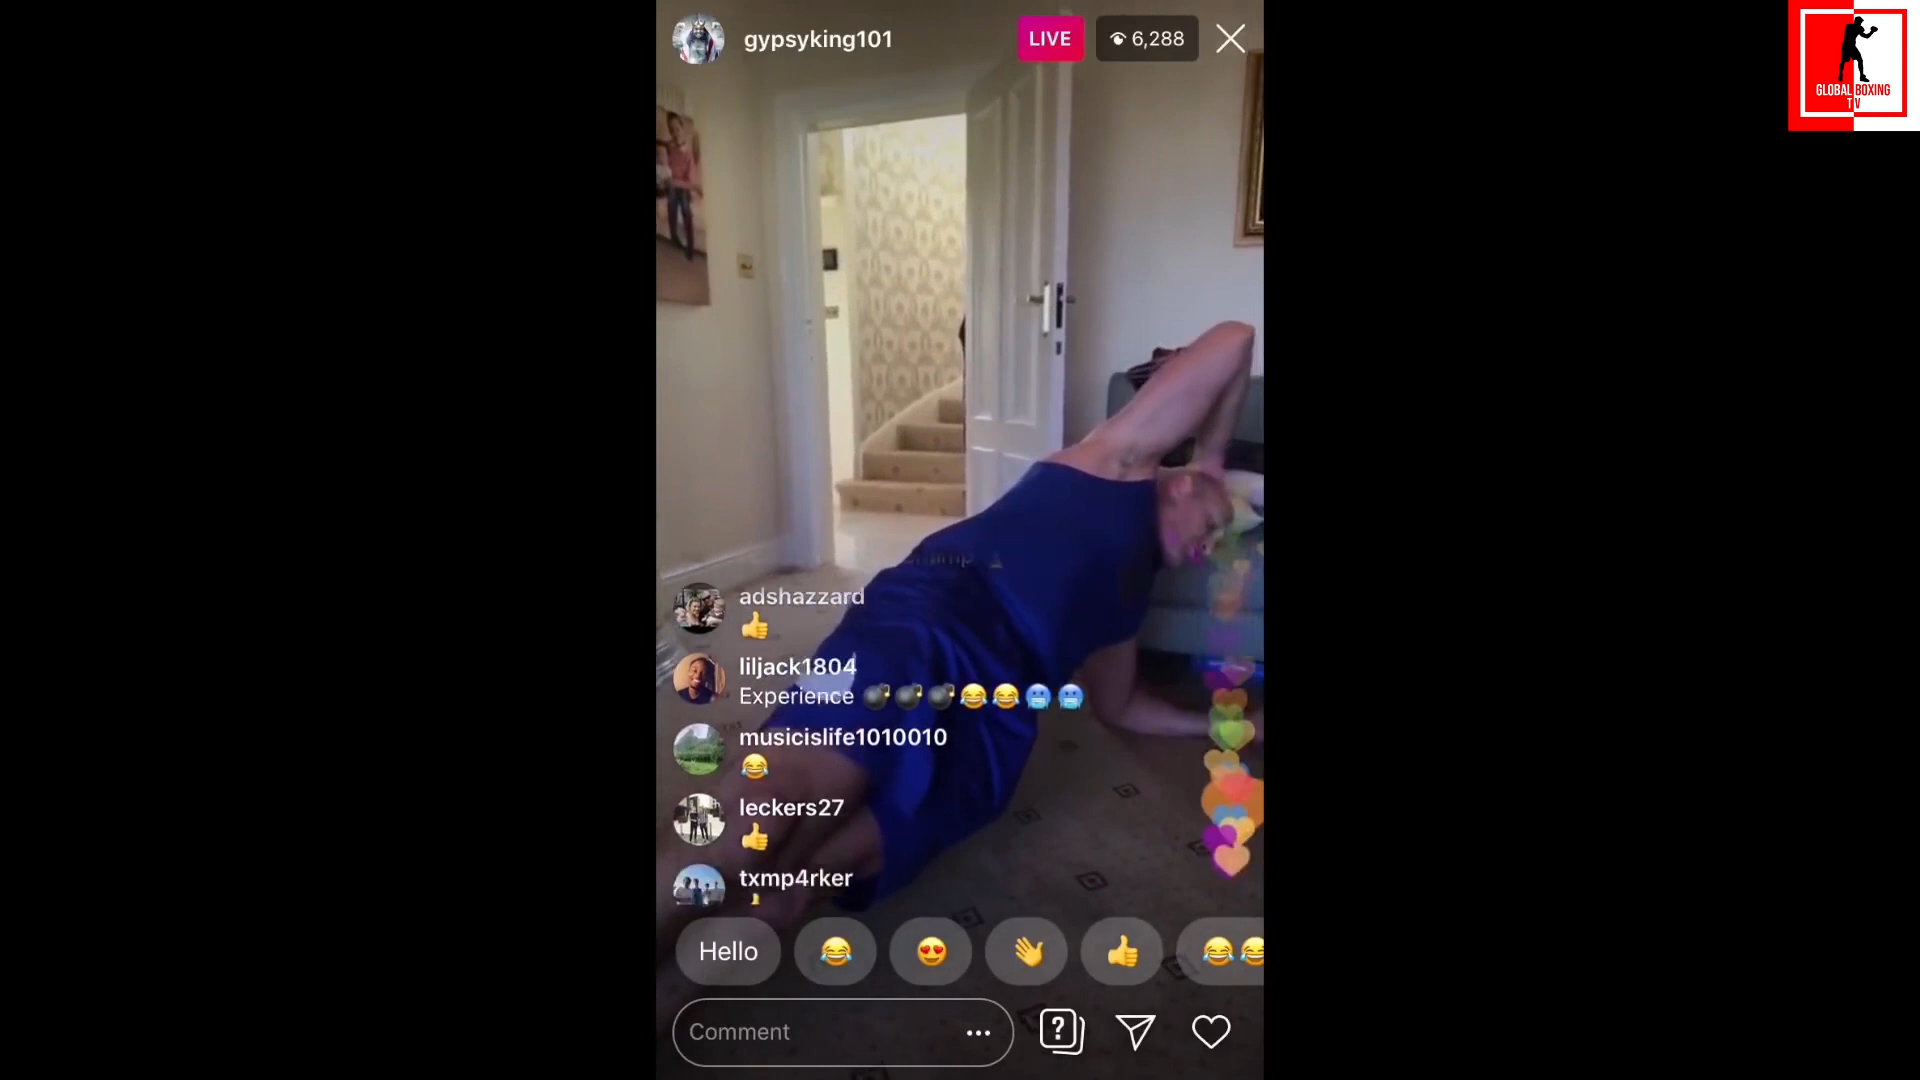 gypsyking101
LIVE
6,288
GLOBAL BOXING
TV
adshazzard
👍
liljack1804
Experience 💣💣💣😂😂🥶🥶
musicislife1010010
😂
leckers27
👍
txmp4rker
Hello 😂 😍 👋 👍 😂😂
Comment